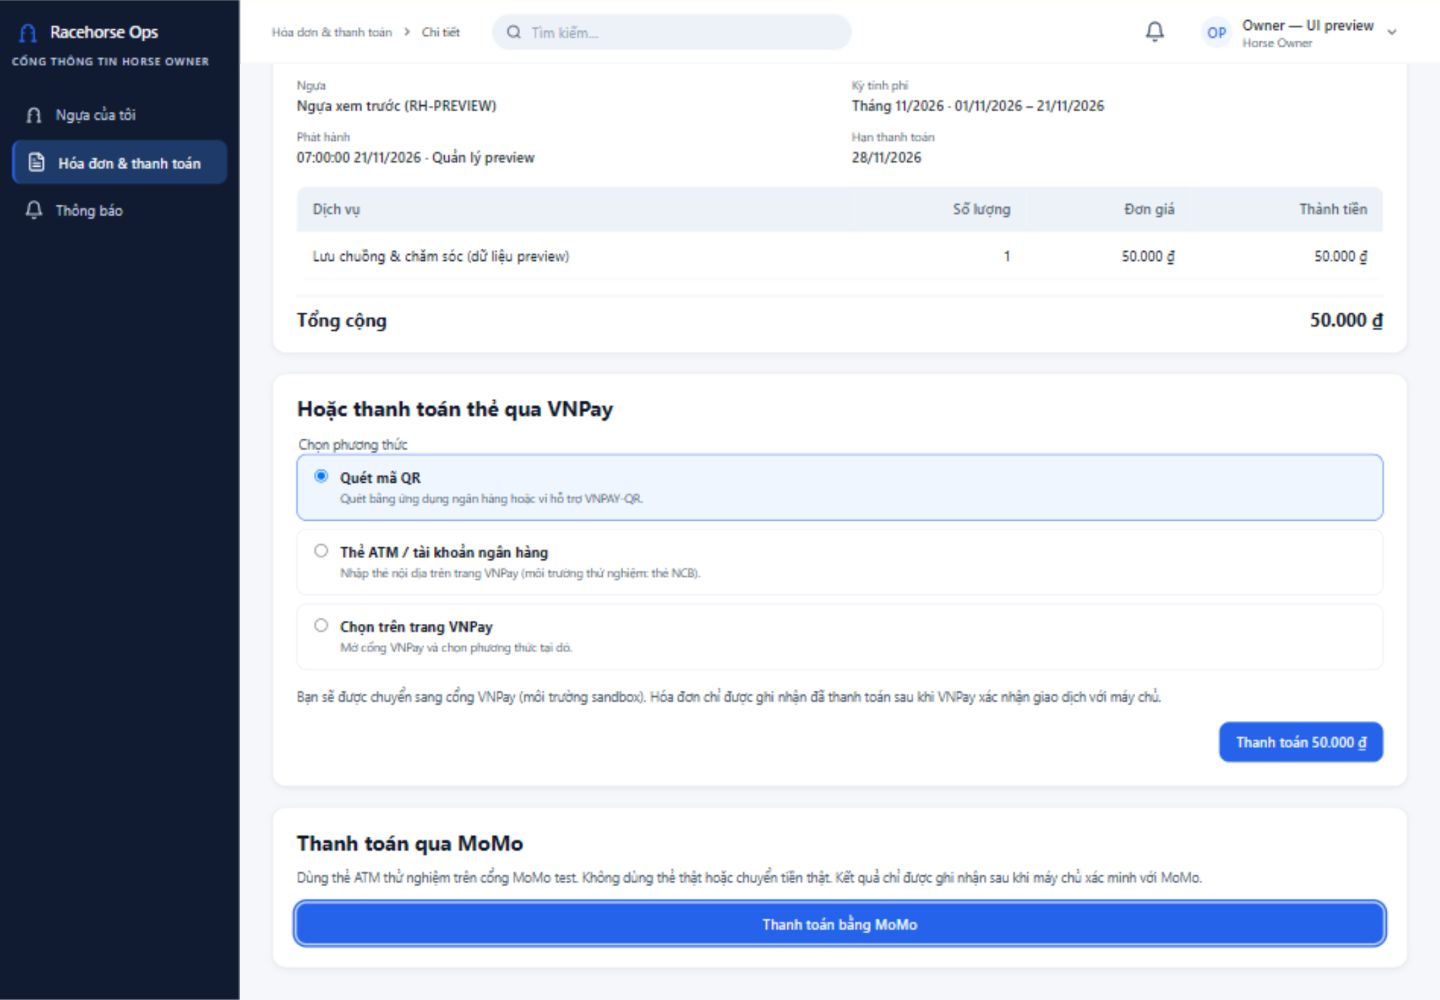 Racehorse Ops
CỔNG THÔNG TIN HORSE OWNER
Ngựa của tôi
Hóa đơn & thanh toán
Thông báo
Hóa đơn & thanh toán > Chi tiết
Tìm kiếm...
OP
Owner — UI preview
Horse Owner
Ngựa
Ngựa xem trước (RH-PREVIEW)
Kỳ tính phí
Tháng 11/2026 · 01/11/2026 – 21/11/2026
Phát hành
07:00:00 21/11/2026 · Quản lý preview
Hạn thanh toán
28/11/2026
Dịch vụ Số lượng Đơn giá Thành tiền
Lưu chuồng & chăm sóc (dữ liệu preview) 1 50.000 ₫ 50.000 ₫
Tổng cộng 50.000 ₫
Hoặc thanh toán thẻ qua VNPay
Chọn phương thức
Quét mã QR
Quét bằng ứng dụng ngân hàng hoặc ví hỗ trợ VNPAY-QR.
Thẻ ATM / tài khoản ngân hàng
Nhập thẻ nội địa trên trang VNPay (môi trường thử nghiệm: thẻ NCB).
Chọn trên trang VNPay
Mở cổng VNPay và chọn phương thức tại đó.
Bạn sẽ được chuyển sang cổng VNPay (môi trường sandbox). Hóa đơn chỉ được ghi nhận đã thanh toán sau khi VNPay xác nhận giao dịch với máy chủ.
Thanh toán 50.000 ₫
Thanh toán qua MoMo
Dùng thẻ ATM thử nghiệm trên cổng MoMo test. Không dùng thẻ thật hoặc chuyển tiền thật. Kết quả chỉ được ghi nhận sau khi máy chủ xác minh với MoMo.
Thanh toán bằng MoMo